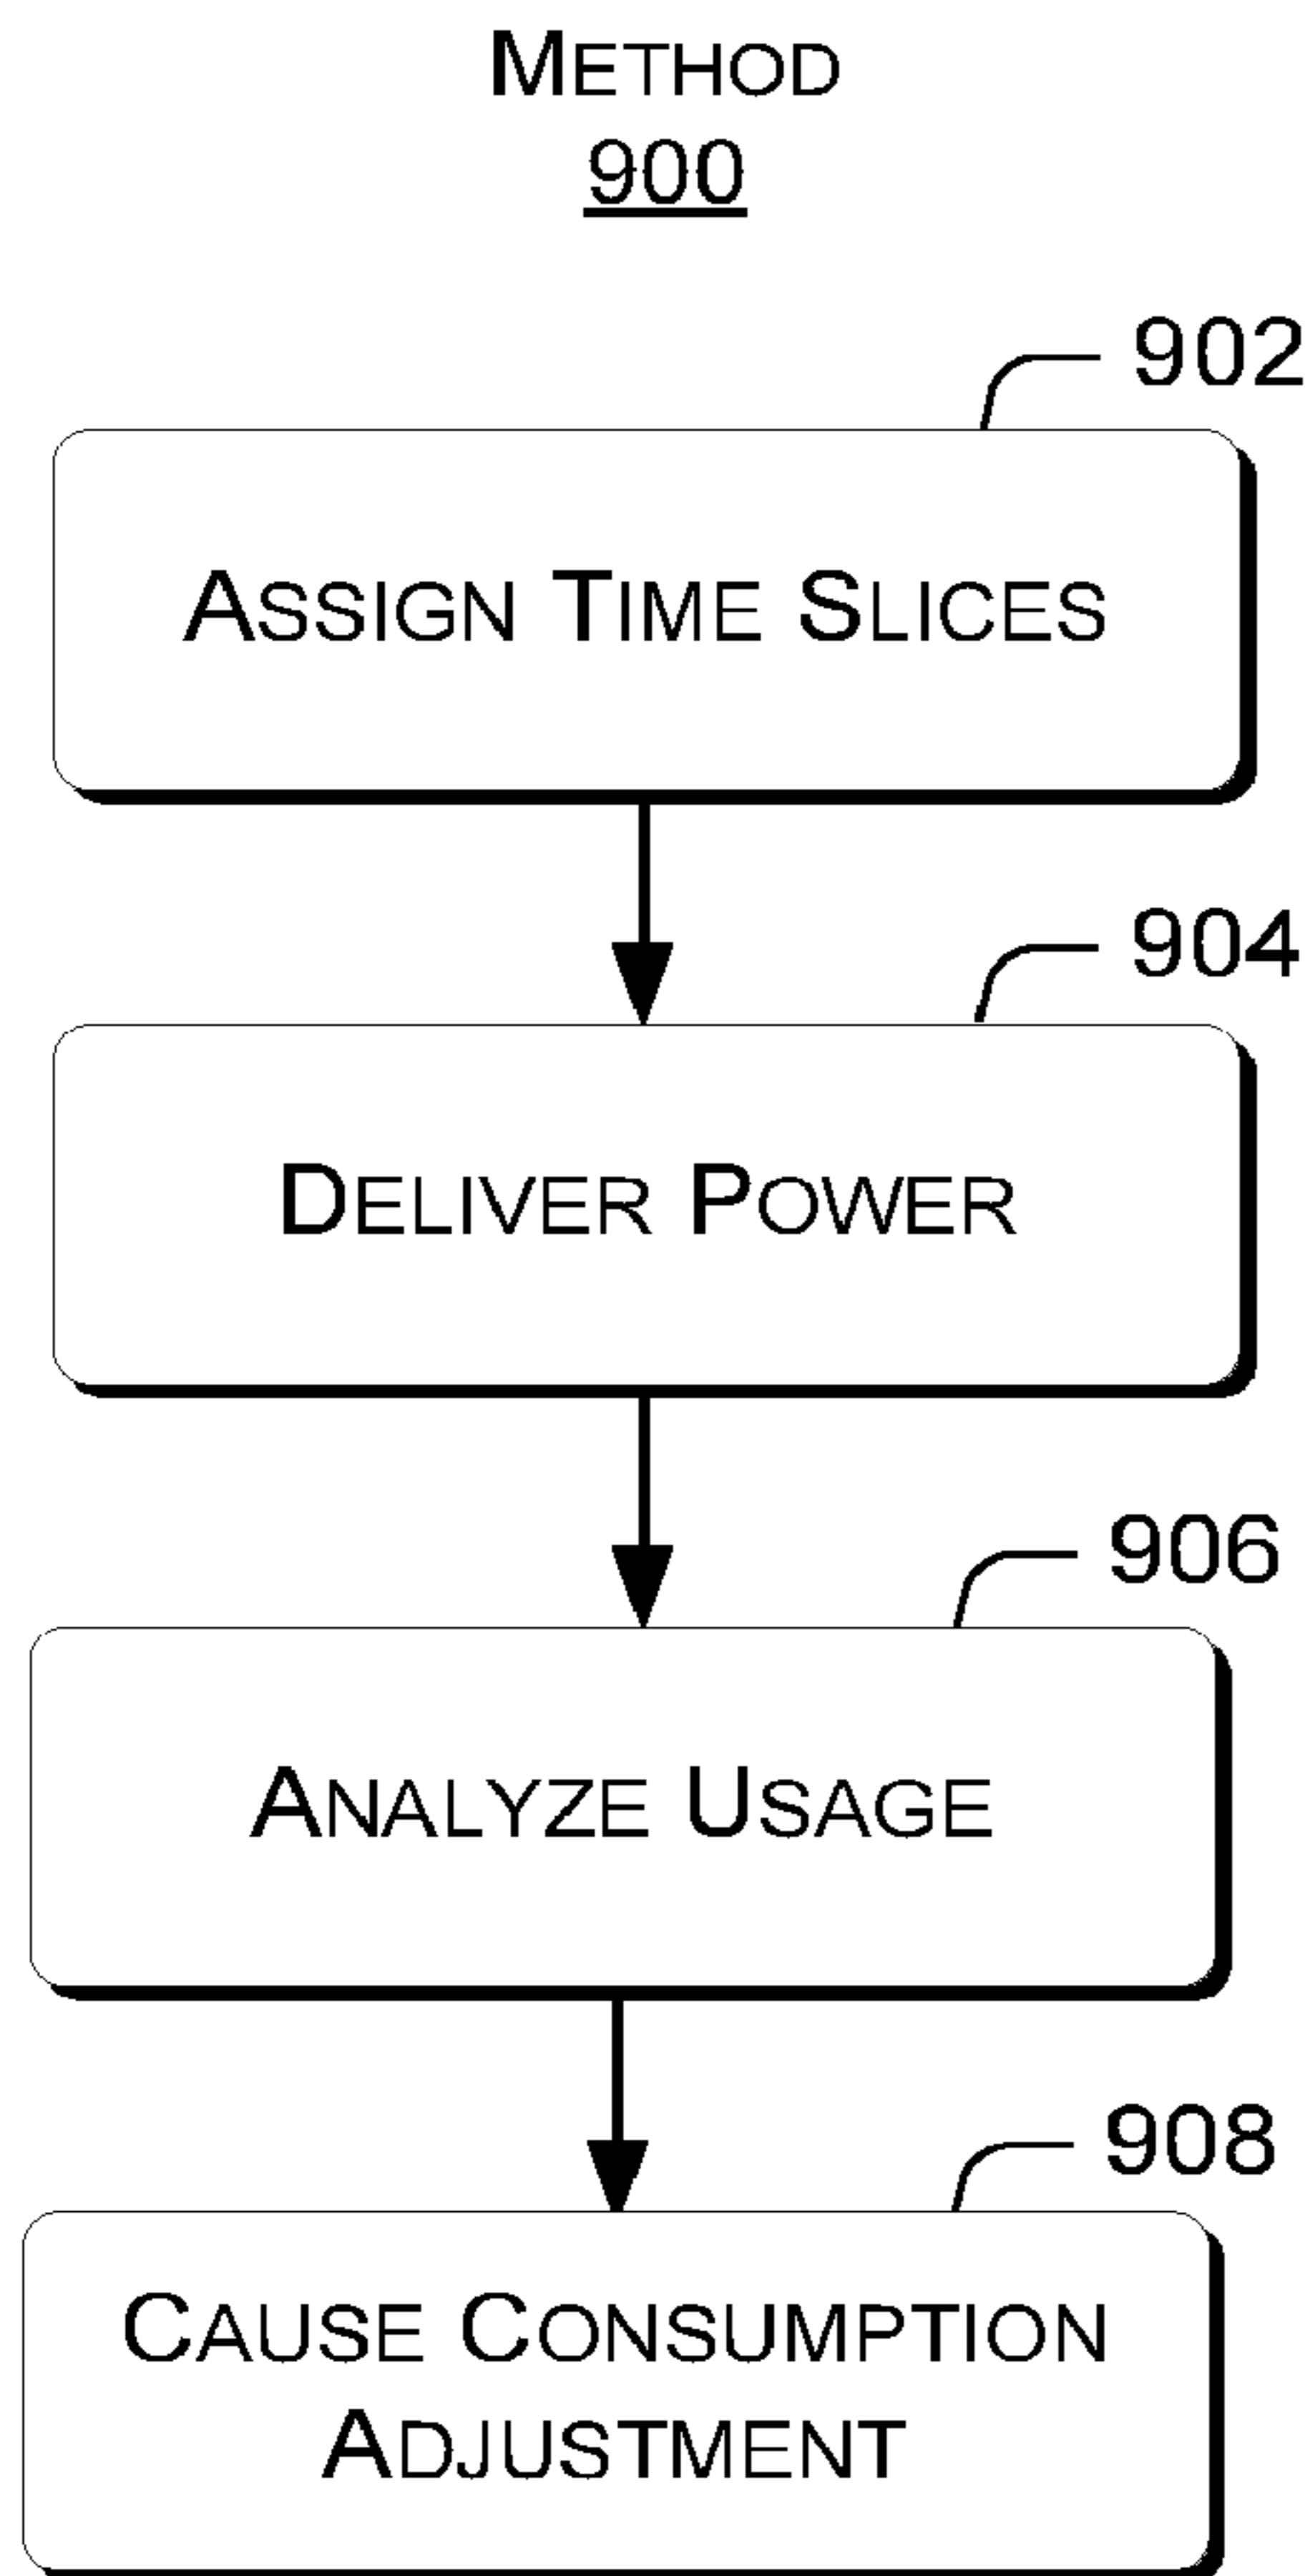 METHOD
900
902
ASSIGN TIME SLICES
904
DELIVER POWER
906
ANALYZE USAGE
908
CAUSE CONSUMPTION
ADJUSTMENT